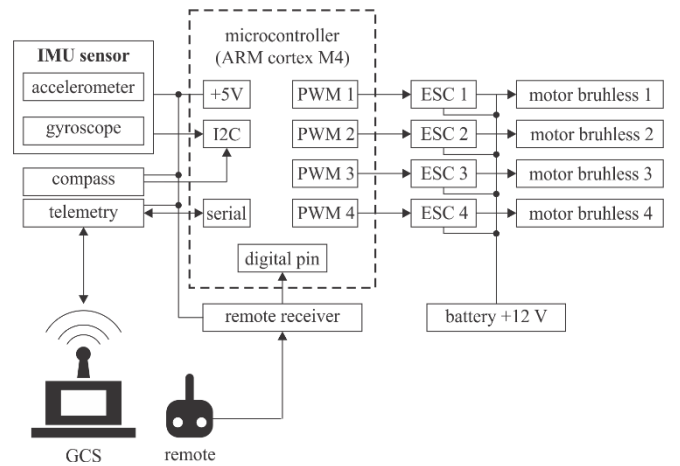 microcontroller
(ARM cortex M4)
IMU sensor
accelerometer
+5V
PWM 1
ESC 1
motor bruhless 1
gyroscope
I2C
PWM 2
ESC 2
motor bruhless 2
compass
PWM 3
ESC 3
motor bruhless 3
telemetry
serial
PWM 4
ESC 4
motor bruhless 4
digital pin
remote receiver
battery +12 V
GCS
remote